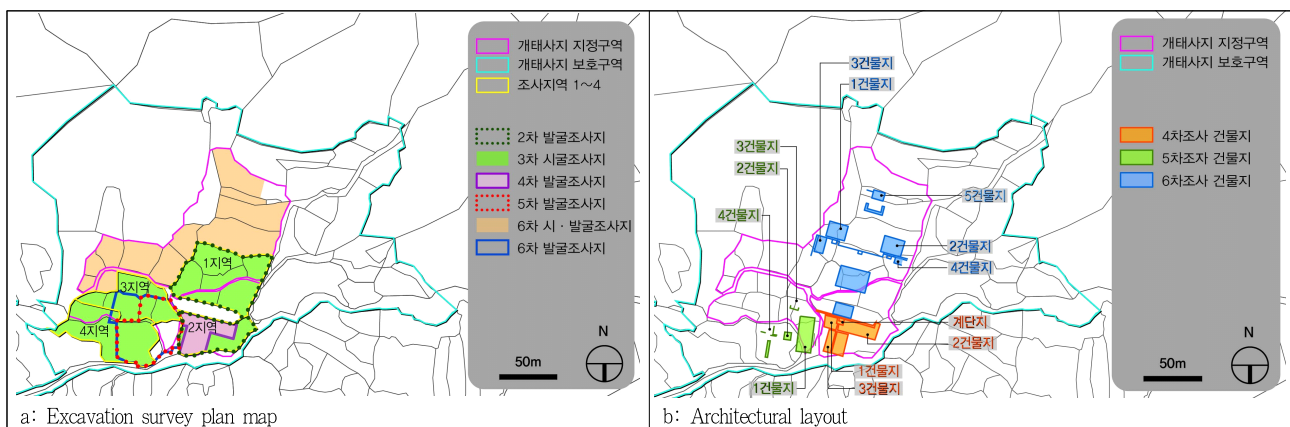 개태사지 지정구역
개태사지 보호구역
조사지역 1~4
2차 발굴조사지
3차 시굴조사지
4차 발굴조사지
5차 발굴조사지
6차 시·발굴조사지
6차 발굴조사지
1지역
3지역
4지역
2지역
N
50m
a: Excavation survey plan map
개태사지 지정구역
개태사지 보호구역
4차조사 건물지
5차조자 건물지
6차조사 건물지
3건물지
1건물지
3건물지
2건물지
4건물지
5건물지
2건물지
4건물지
계단지
2건물지
1건물지
1건물지
3건물지
N
50m
b: Architectural layout